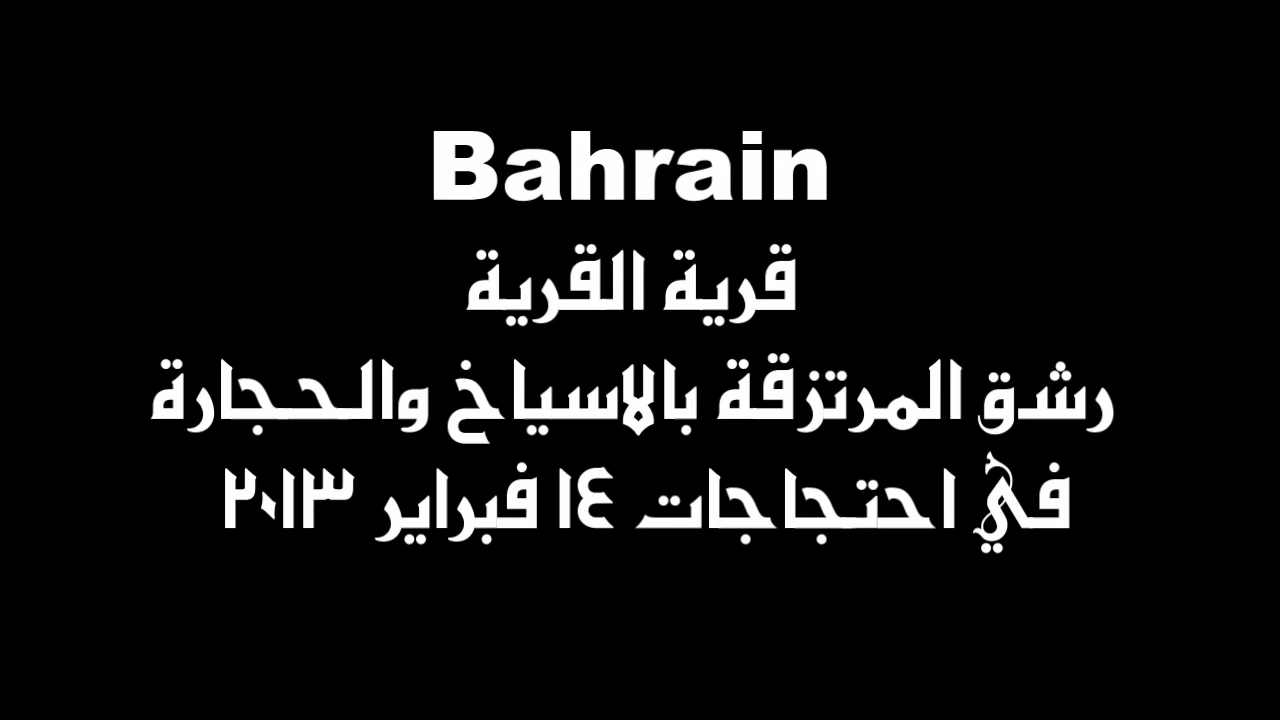 Bahrain
قرية القرية
رشق المرتزقة بالاسياخ والحجارة
في احتجاجات ١٤ فبراير ٢٠١٣